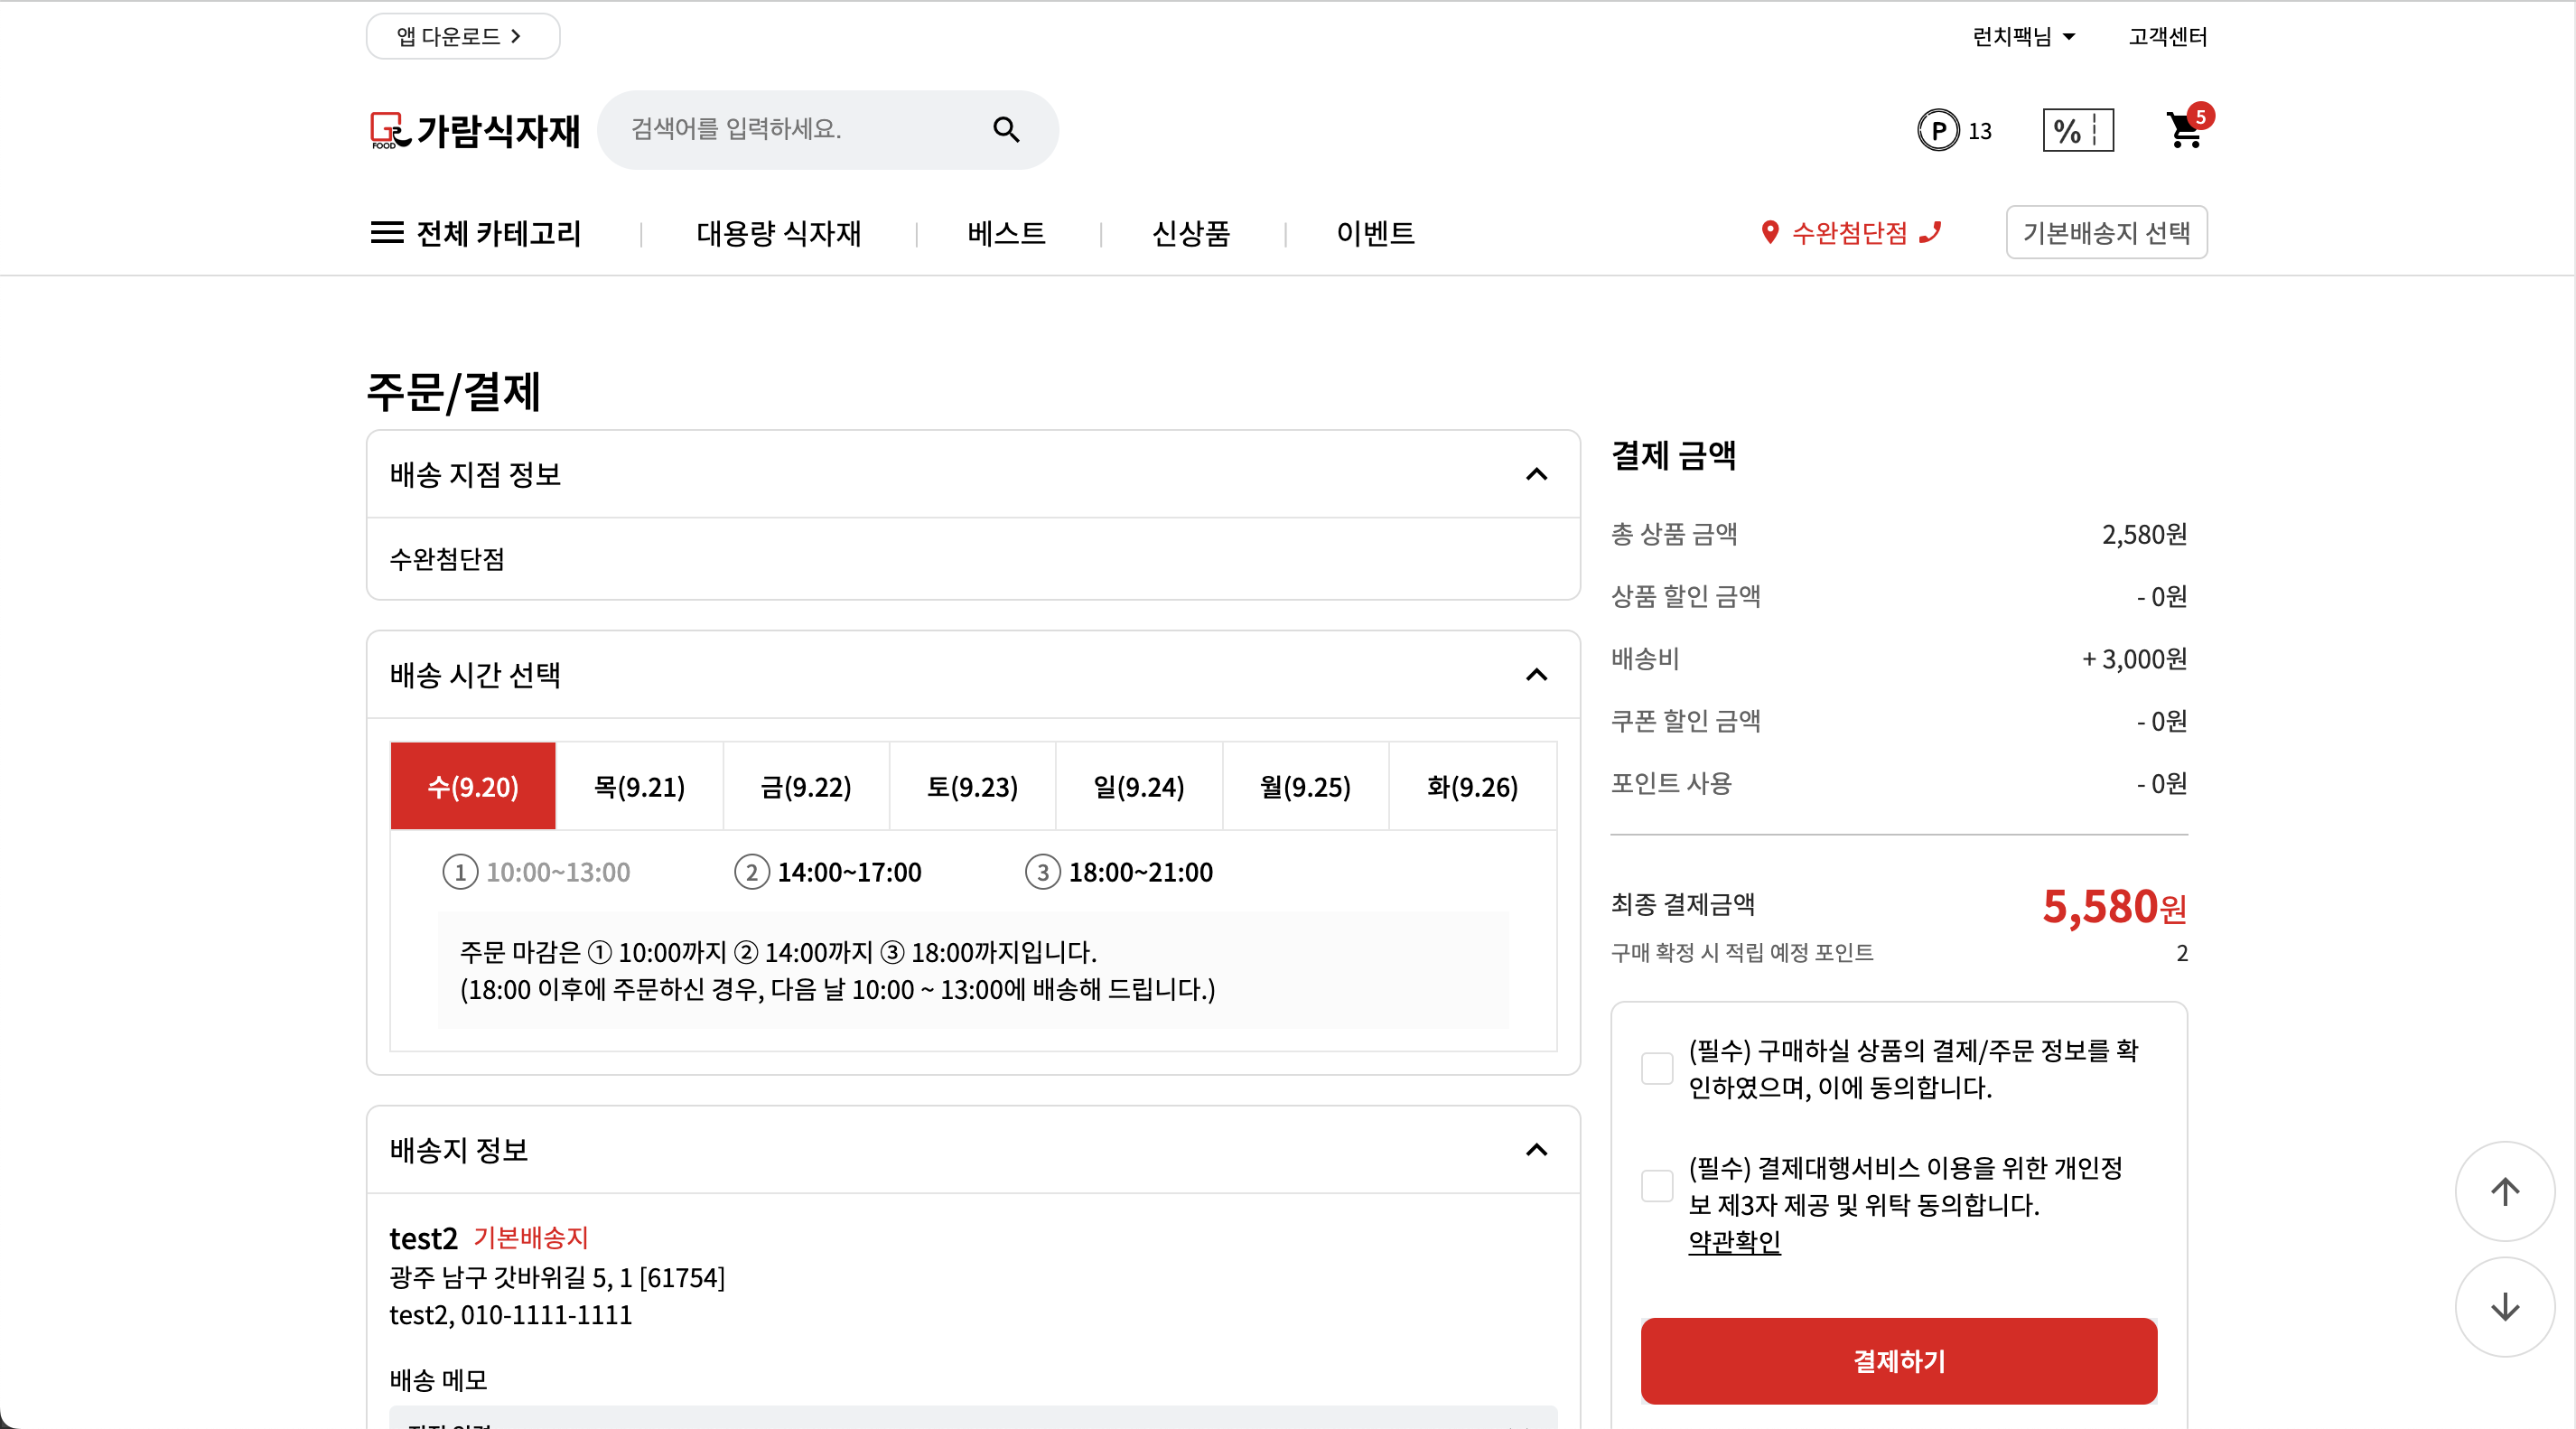 앱 다운로드
런치팩님
고객센터
FOOD 가람식자재
검색어를 입력하세요.
P 13
%
5
전체 카테고리
대용량 식자재
베스트
신상품
이벤트
수완첨단점
기본배송지 선택
주문/결제
배송 지점 정보
수완첨단점
배송 시간 선택
수(9.20)
목(9.21)
금(9.22)
토(9.23)
일(9.24)
월(9.25)
화(9.26)
1 10:00~13:00
2 14:00~17:00
3 18:00~21:00
주문 마감은 ① 10:00까지 ② 14:00까지 ③ 18:00까지입니다.
(18:00 이후에 주문하신 경우, 다음 날 10:00 ~ 13:00에 배송해 드립니다.)
배송지 정보
test2 기본배송지
광주 남구 갓바위길 5, 1 [61754]
test2, 010-1111-1111
배송 메모
결제 금액
총 상품 금액 2,580원
상품 할인 금액 - 0원
배송비 + 3,000원
쿠폰 할인 금액 - 0원
포인트 사용 - 0원
최종 결제금액 5,580원
구매 확정 시 적립 예정 포인트 2
(필수) 구매하실 상품의 결제/주문 정보를 확
인하였으며, 이에 동의합니다.
(필수) 결제대행서비스 이용을 위한 개인정
보 제3자 제공 및 위탁 동의합니다.
약관확인
결제하기